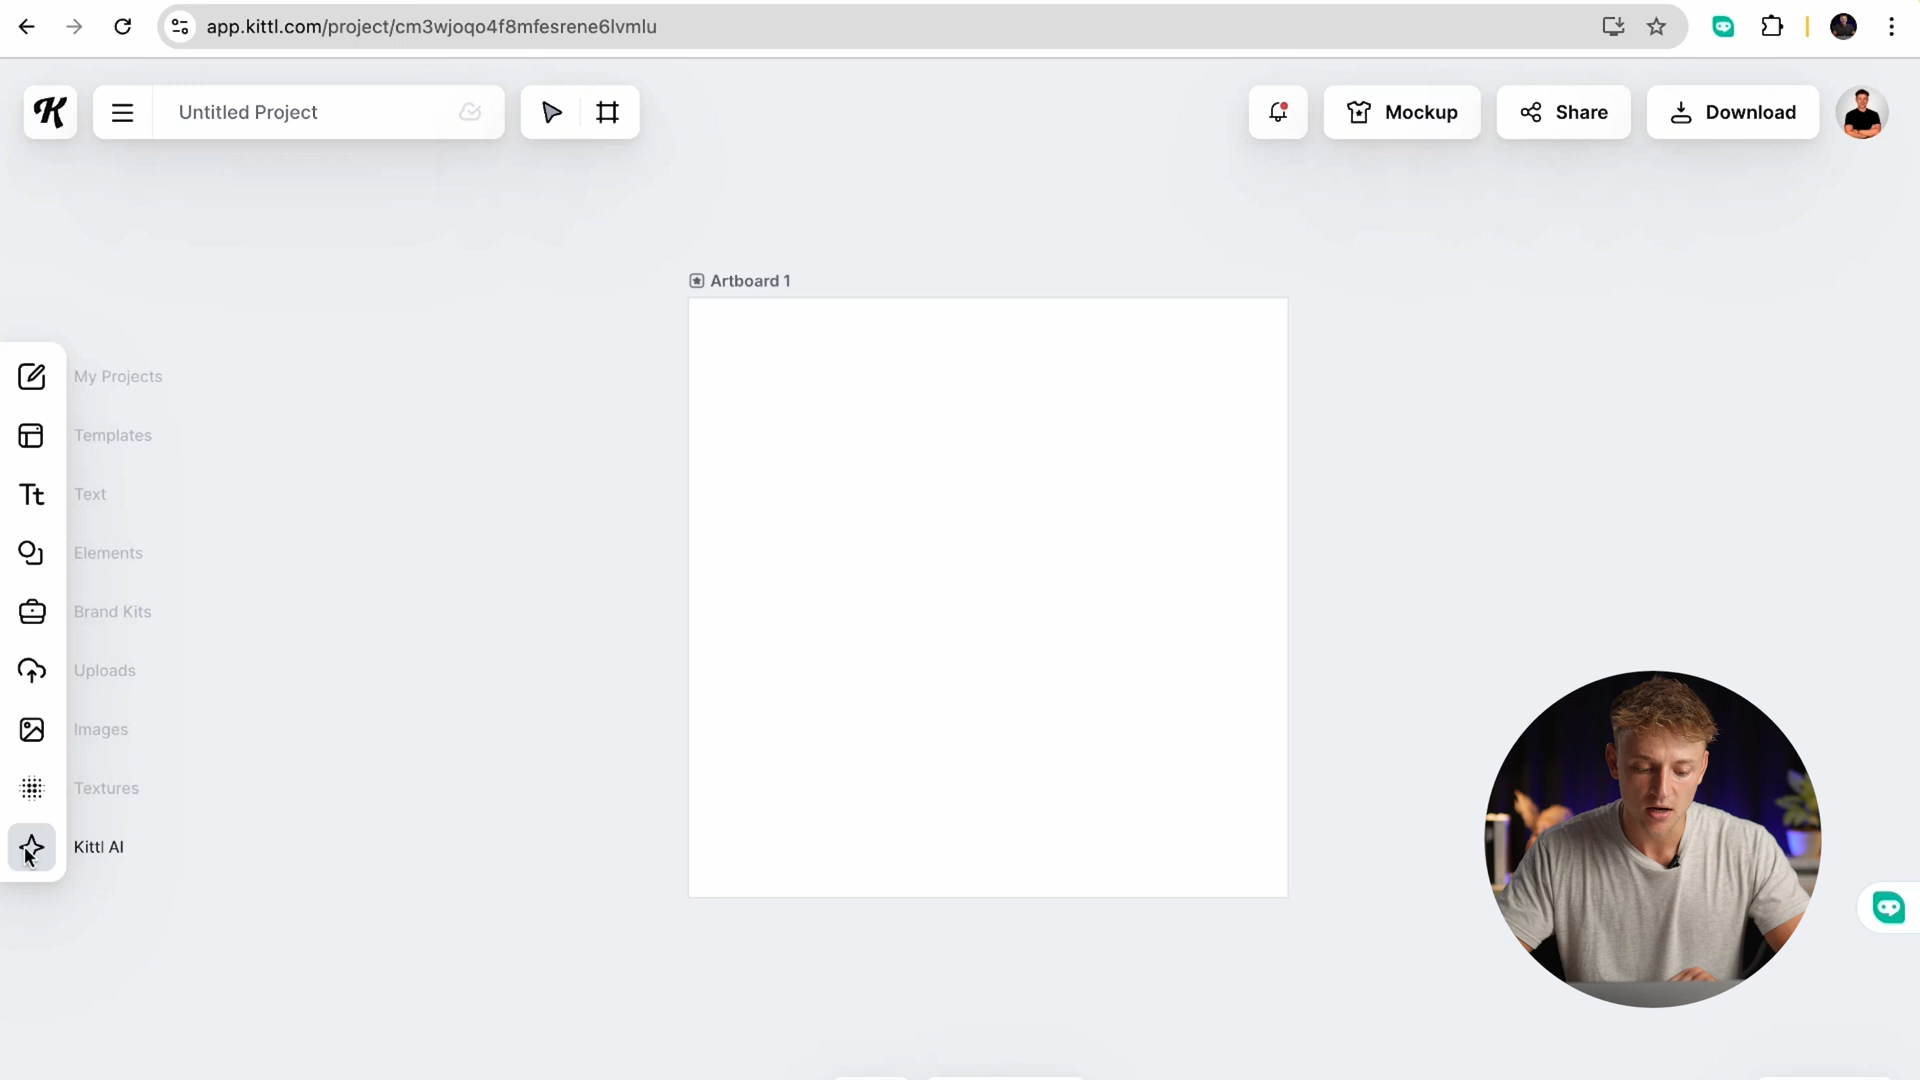 app.kittl.com/project/cm3wjoqo4f8mfesrene6lvmlu
K
Untitled Project
Mockup
Share
Download
Artboard 1
My Projects
Templates
Tt
Text
Elements
Brand Kits
Uploads
Images
Textures
Kittl AI